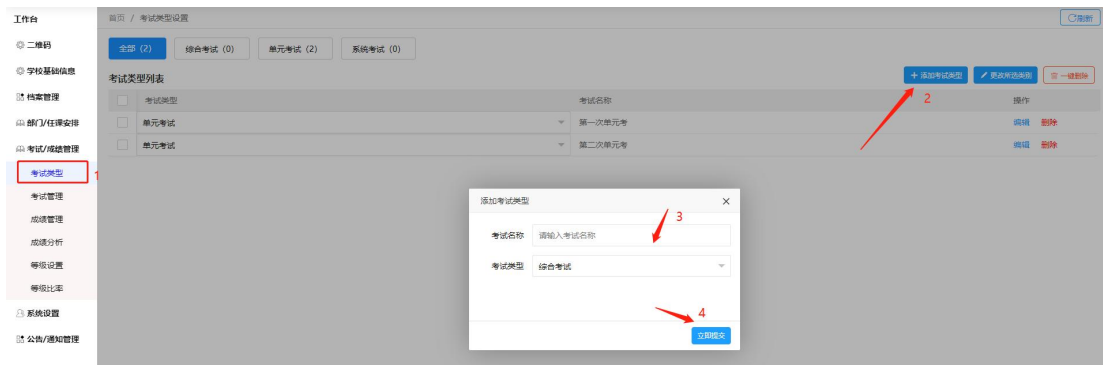 工作台
首页 / 考试类型设置
刷新
二维码
学校基础信息
档案管理
部门/任课安排
考试/成绩管理
考试类型
1
考试管理
成绩管理
成绩分析
等级设置
等级比率
系统设置
公告/通知管理
全部 (2) 综合考试 (0) 单元考试 (2) 系统考试 (0)
考试类型列表
+ 添加考试类型 更改所选类别 一键删除
2
考试类型 考试名称 操作
单元考试 第一次单元考 编辑 删除
单元考试 第二次单元考 编辑 删除
添加考试类型 ×
3
考试名称 请输入考试名称
考试类型 综合考试
4
立即提交